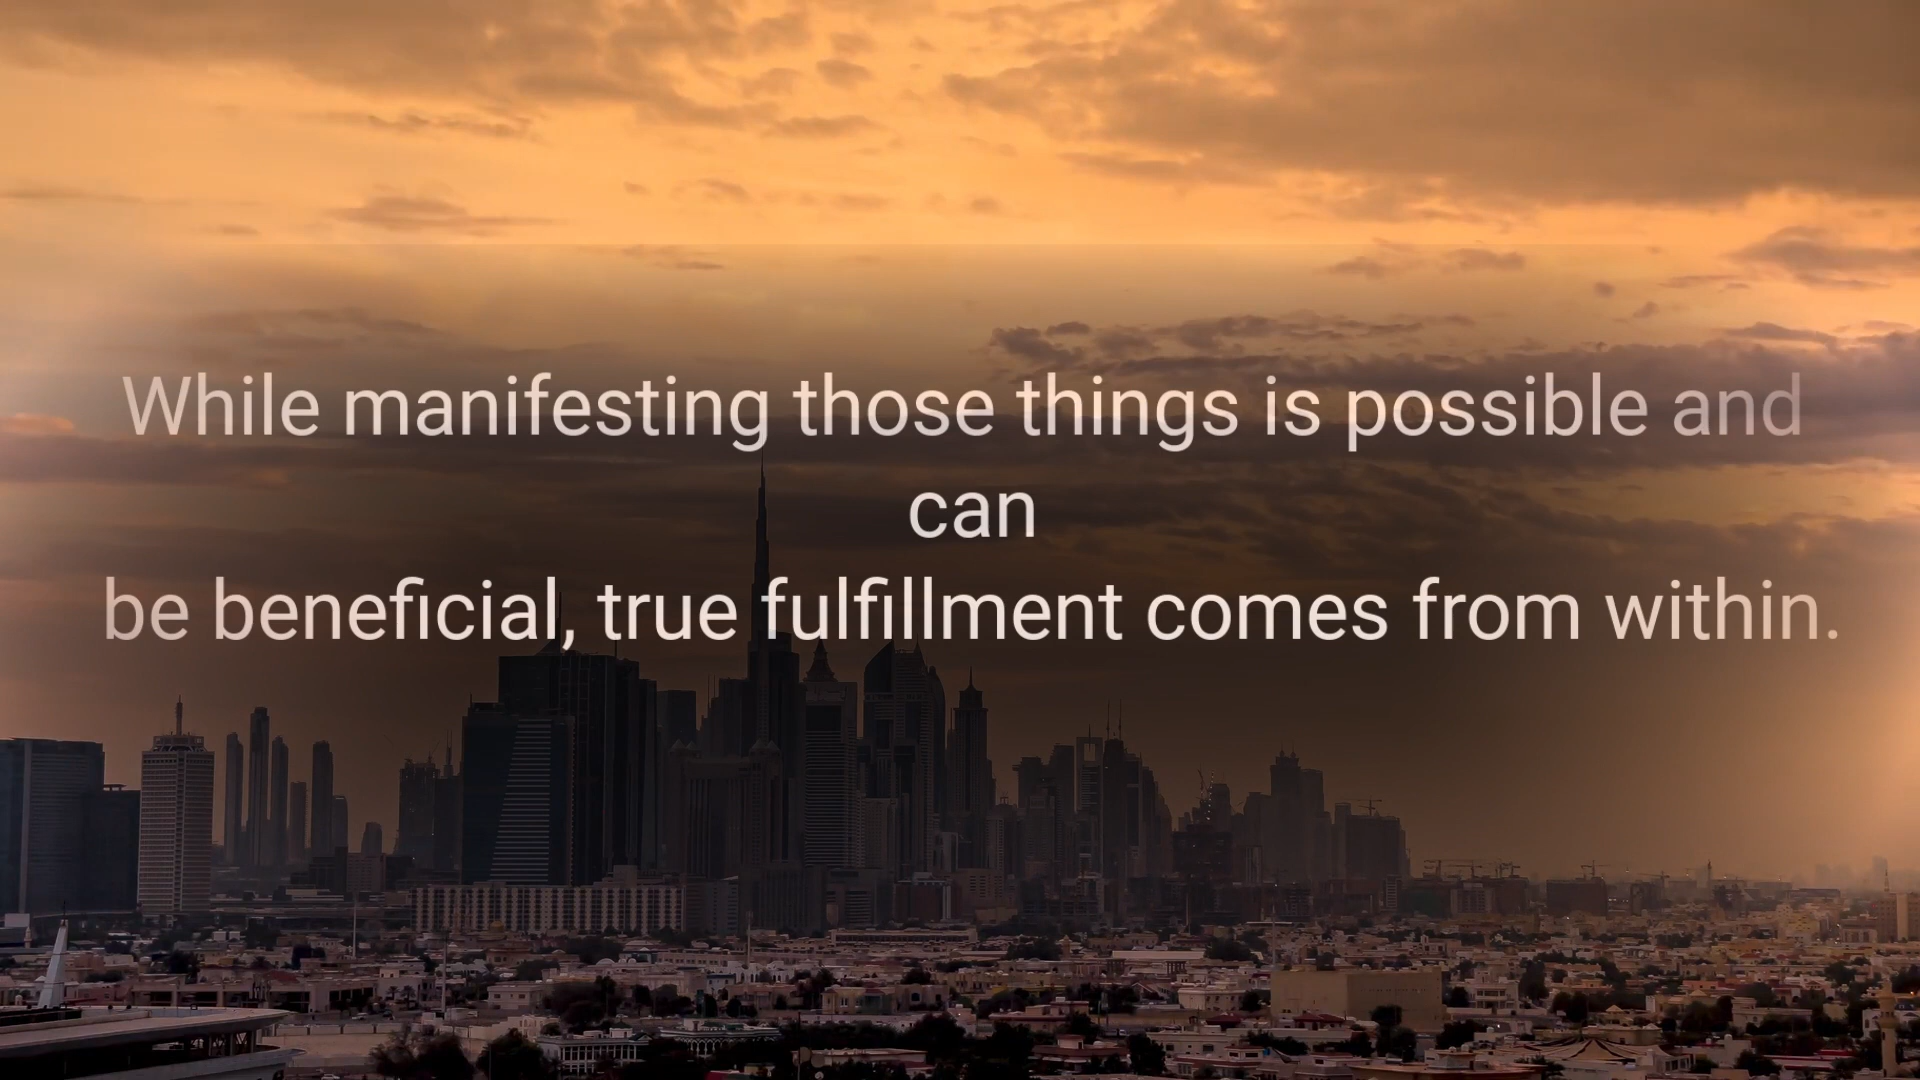 While manifesting those things is possible and
can
be beneficial, true fulfillment comes from within.